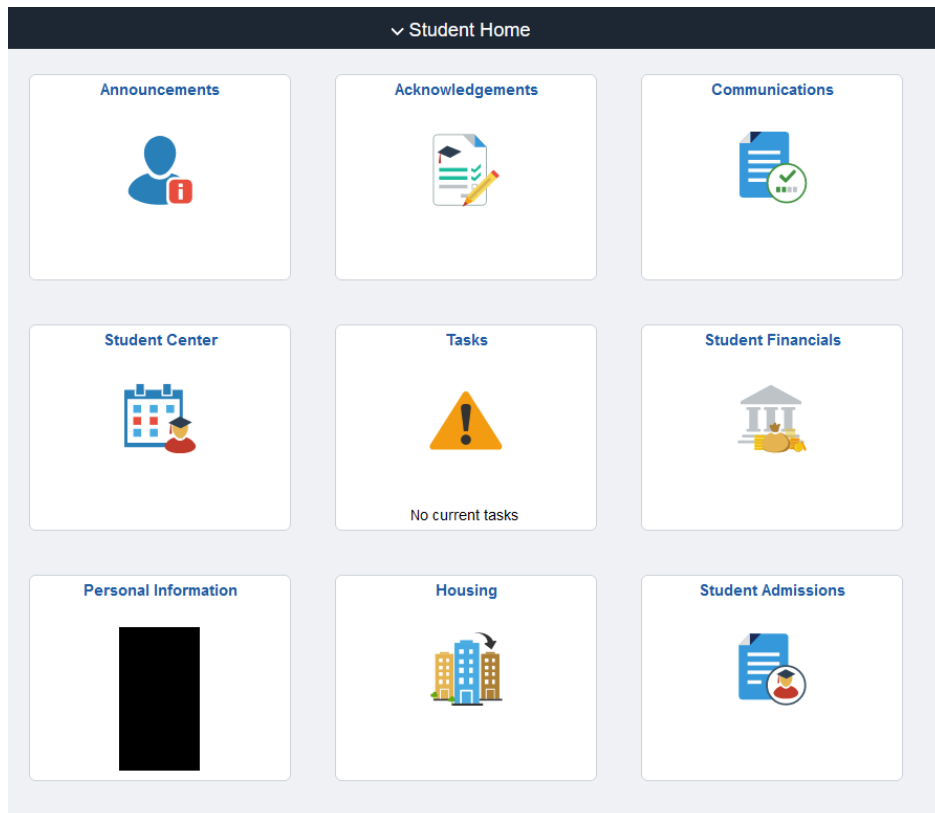 Student Home
Announcements
Acknowledgements
Communications
Student Center
Tasks
Student Financials
No current tasks
Personal Information
Housing
Student Admissions